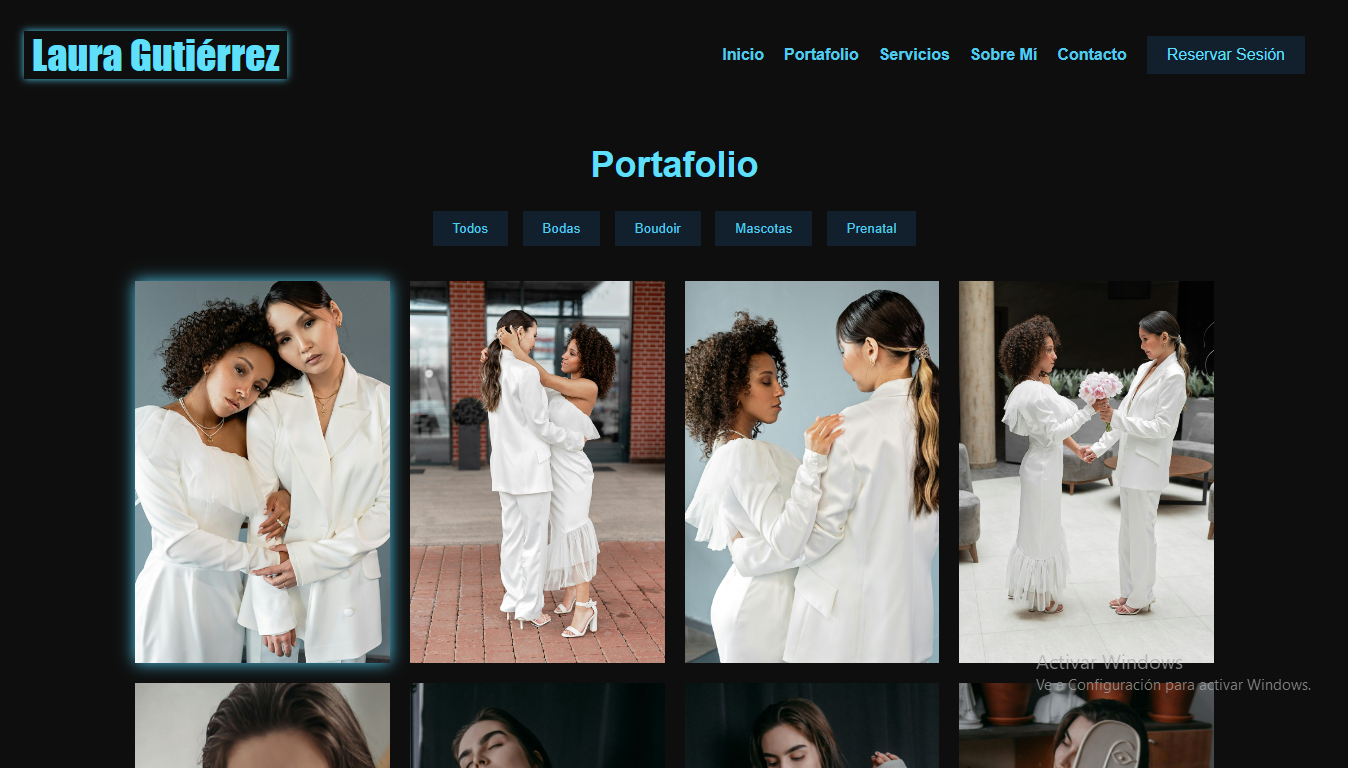 Laura Gutiérrez
Inicio Portafolio Servicios Sobre Mí Contacto Reservar Sesión
Portafolio
Todos Bodas Boudoir Mascotas Prenatal
Activar Windows
Ve a Configuración para activar Windows.